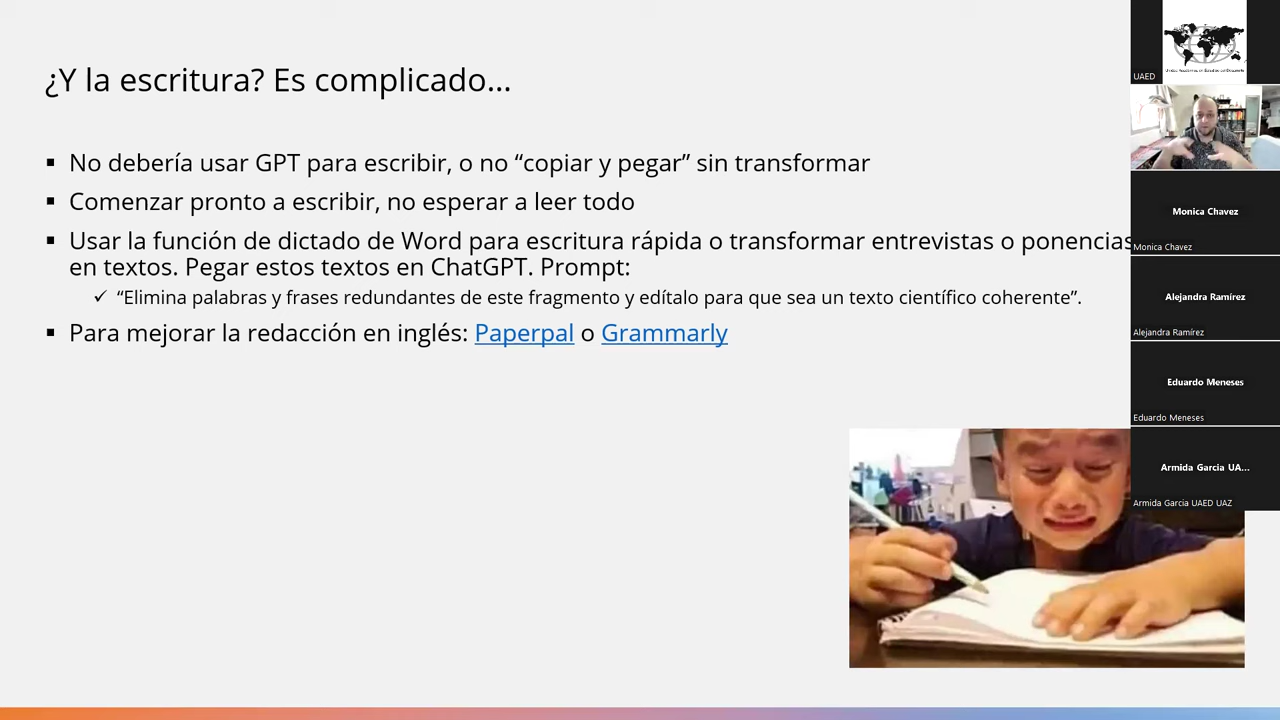 ¿Y la escritura? Es complicado...
▪ No debería usar GPT para escribir, o no “copiar y pegar” sin transformar
▪ Comenzar pronto a escribir, no esperar a leer todo
▪ Usar la función de dictado de Word para escritura rápida o transformar entrevistas o ponencias
en textos. Pegar estos textos en ChatGPT. Prompt:
✓ “Elimina palabras y frases redundantes de este fragmento y edítalo para que sea un texto científico coherente”.
▪ Para mejorar la redacción en inglés: Paperpal o Grammarly
UAED
Monica Chavez
Monica Chavez
Alejandra Ramírez
Alejandra Ramírez
Eduardo Meneses
Eduardo Meneses
Armida Garcia UA...
Armida Garcia UAED UAZ